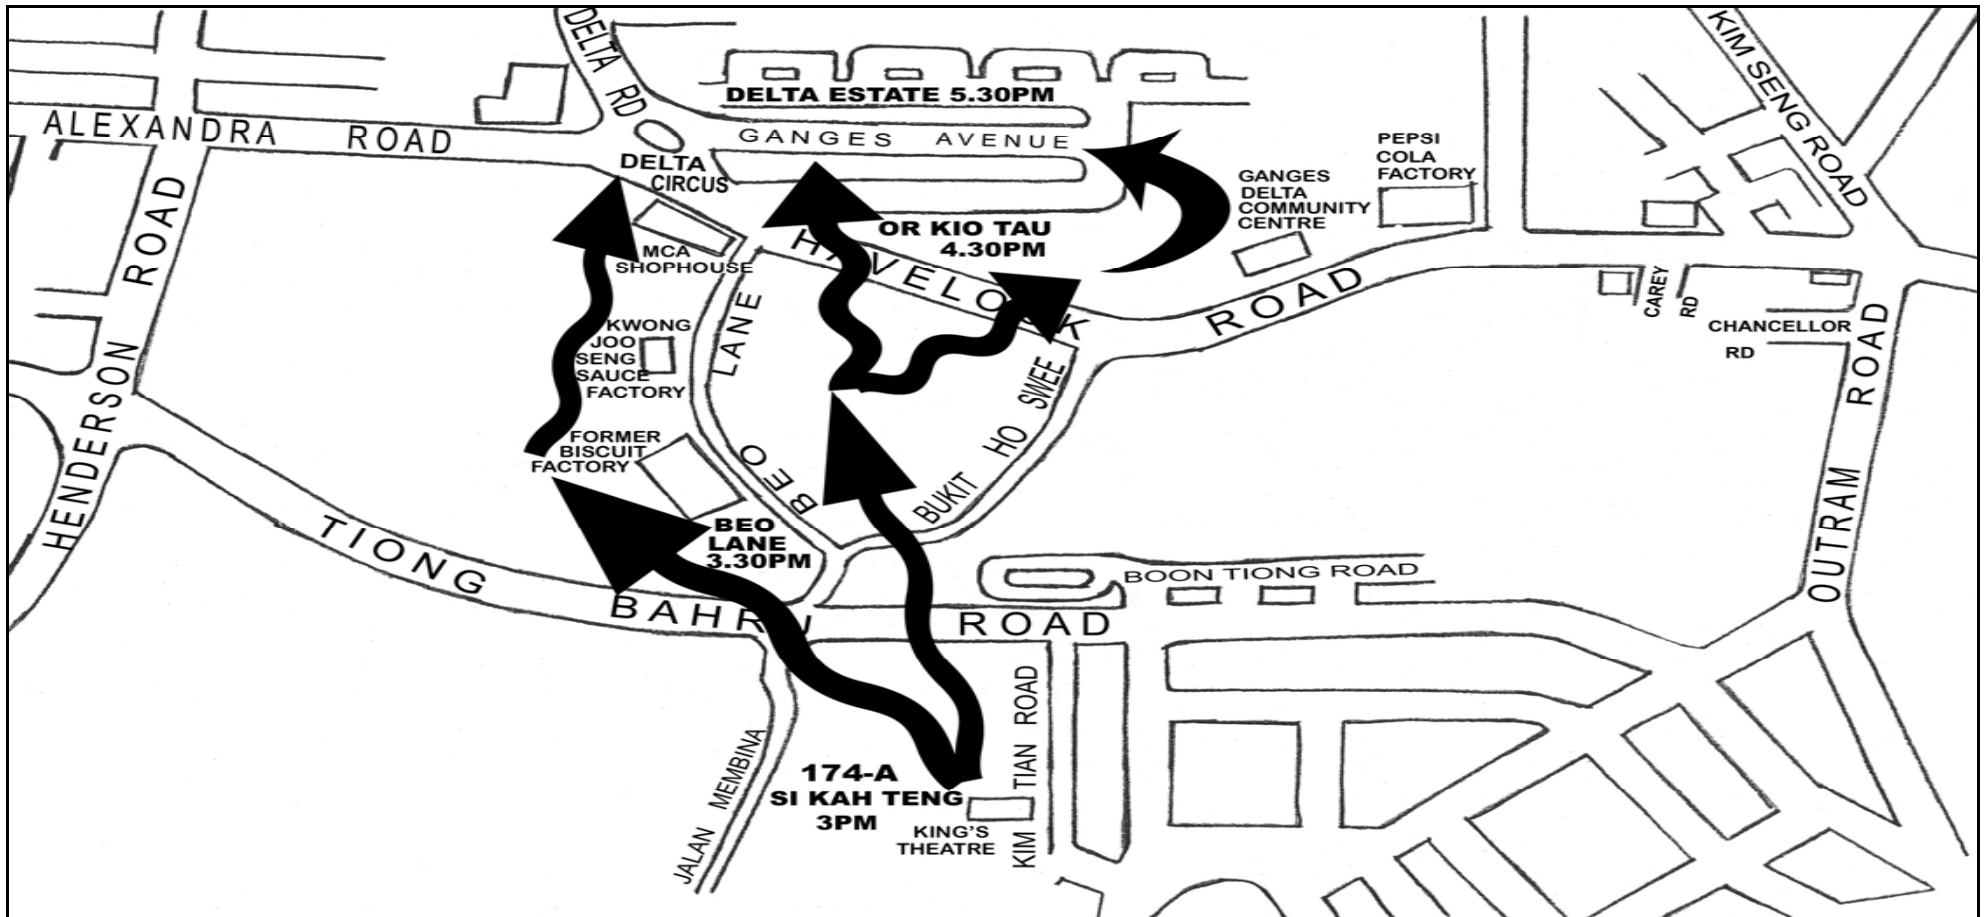 DELTA RD
KIM SENG ROAD
DELTA ESTATE 5.30PM
ALEXANDRA ROAD
GANGES AVENUE
DELTA
CIRCUS
PEPSI
COLA
FACTORY
GANGES
DELTA
COMMUNITY
CENTRE
OR KIO TAU
4.30PM
MCA
SHOPHOUSE
HAVELOCK ROAD
HENDERSON ROAD
CAREY
RD
CHANCELLOR
RD
KWONG
JOO
SENG
SAUCE
FACTORY
BEO LANE
BUKIT HO SWEE
FORMER
BISCUIT
FACTORY
BEO
LANE
3.30PM
OUTRAM ROAD
TIONG BAHRU ROAD
BOON TIONG ROAD
KIM TIAN ROAD
JALAN MEMBINA
174-A
SI KAH TENG
3PM
KING'S
THEATRE